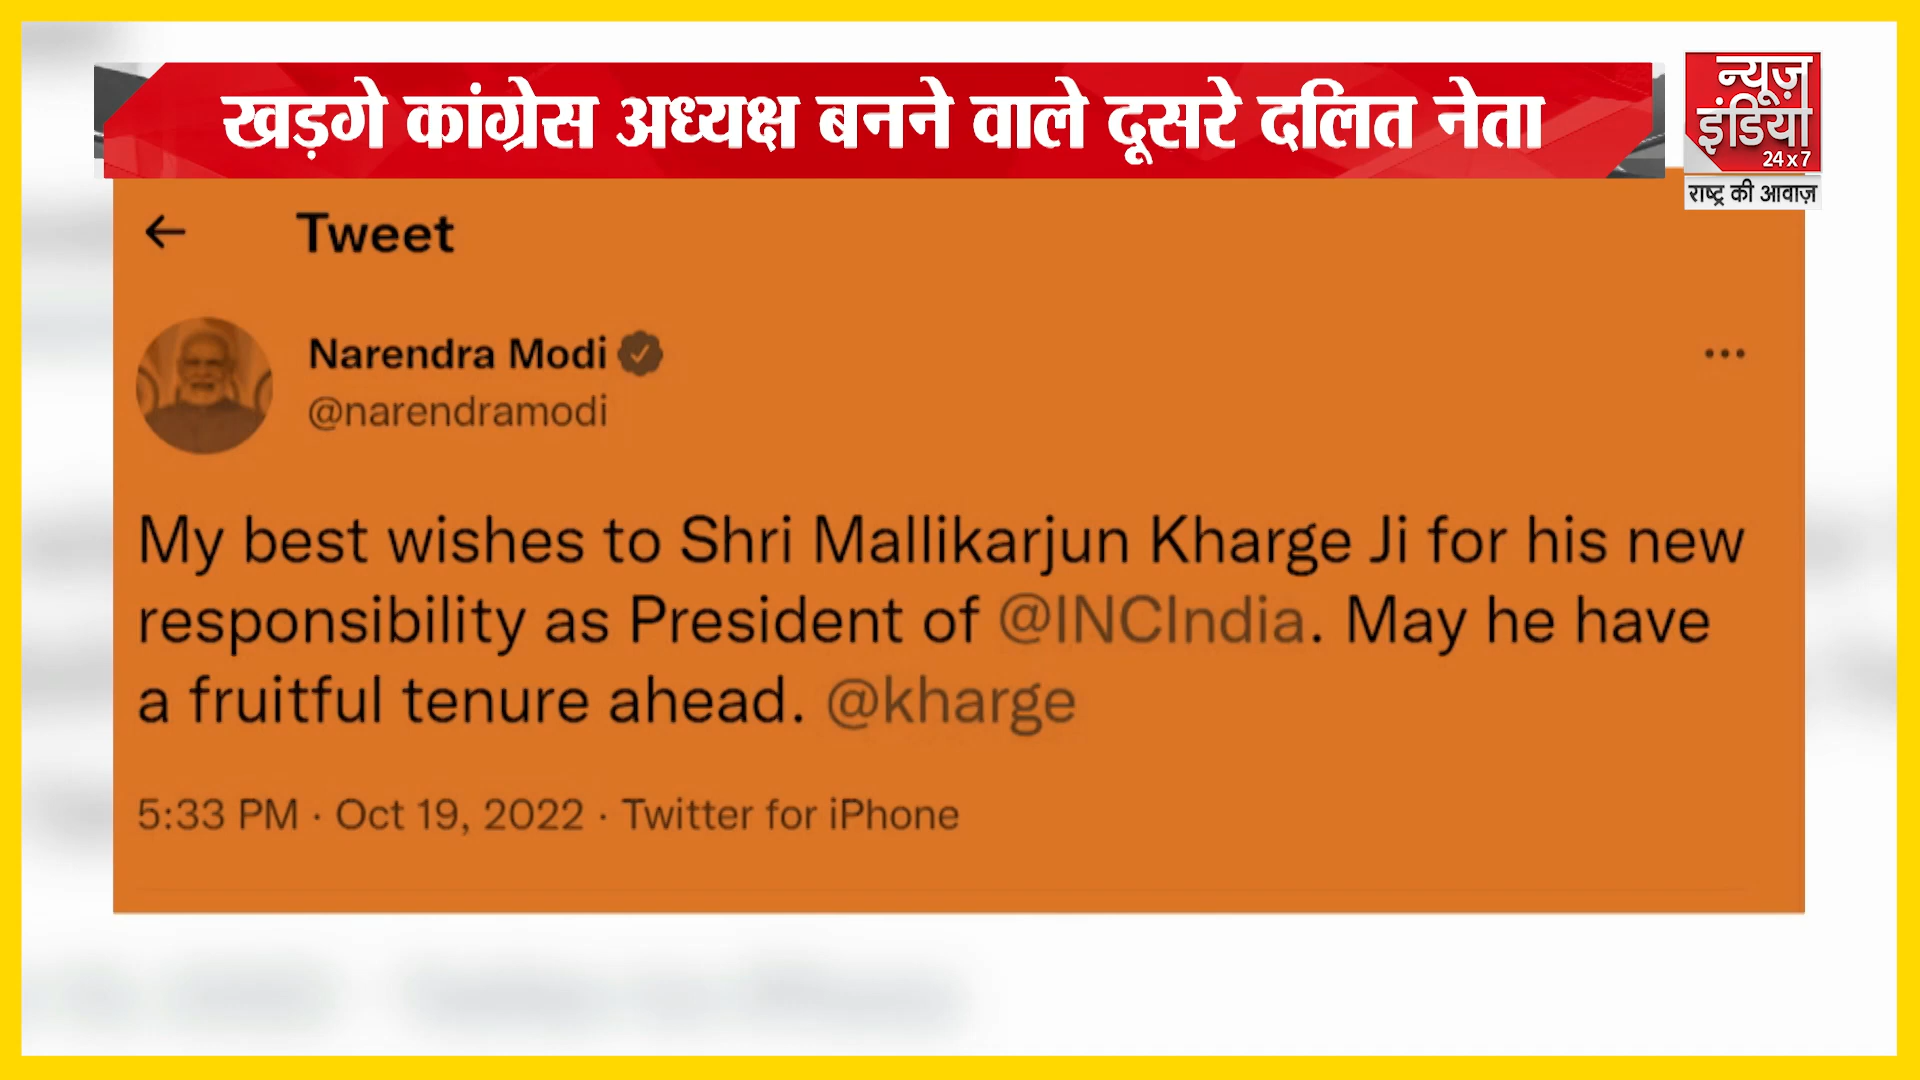 खड़गे कांग्रेस अध्यक्ष बनने वाले दूसरे दलित नेता
न्यूज़
इंडिया
24x7
राष्ट्र की आवाज़
Tweet
Narendra Modi
@narendramodi
My best wishes to Shri Mallikarjun Kharge Ji for his new
responsibility as President of @INCIndia. May he have
a fruitful tenure ahead. @kharge
5:33 PM · Oct 19, 2022 · Twitter for iPhone